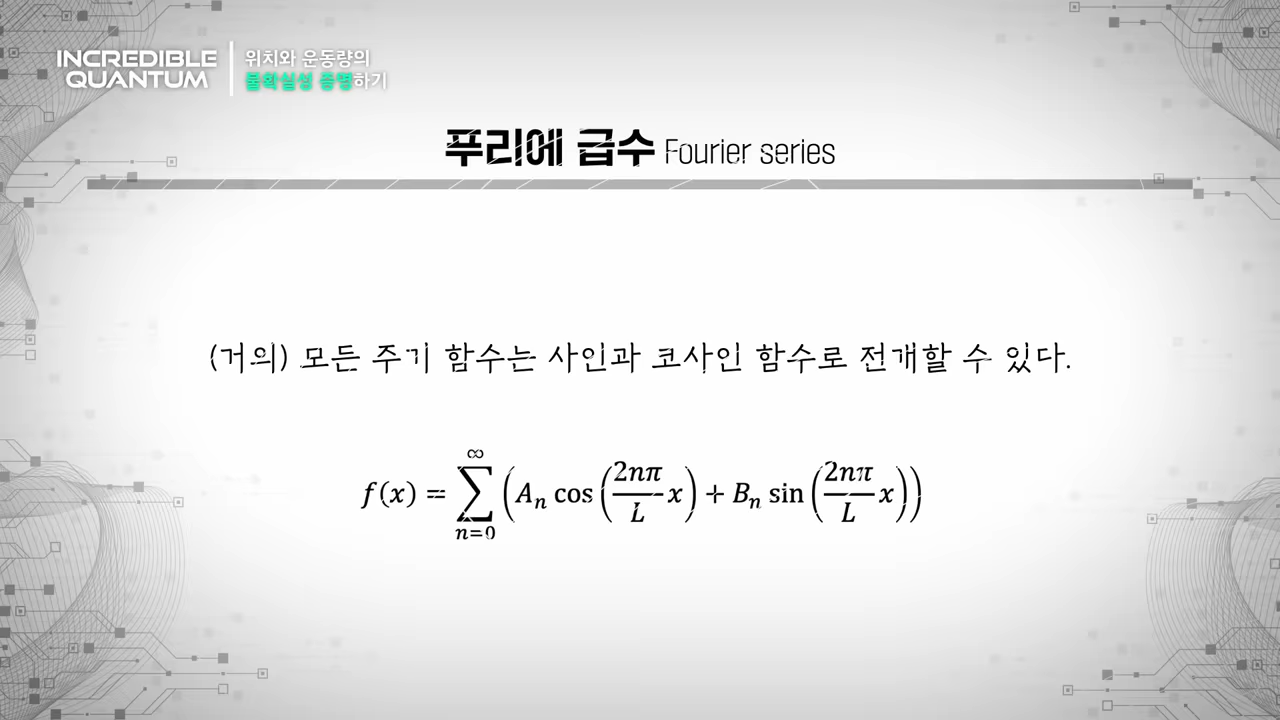 INCREDIBLE
QUANTUM
위치와 운동량의
불확실성 증명하기
푸리에 급수 Fourier series
(거의) 모든 주기 함수는 사인과 코사인 함수로 전개할 수 있다.
f(x) = ∑_{n=0}^{∞} (A_n cos(2nπ/L x) + B_n sin(2nπ/L x))